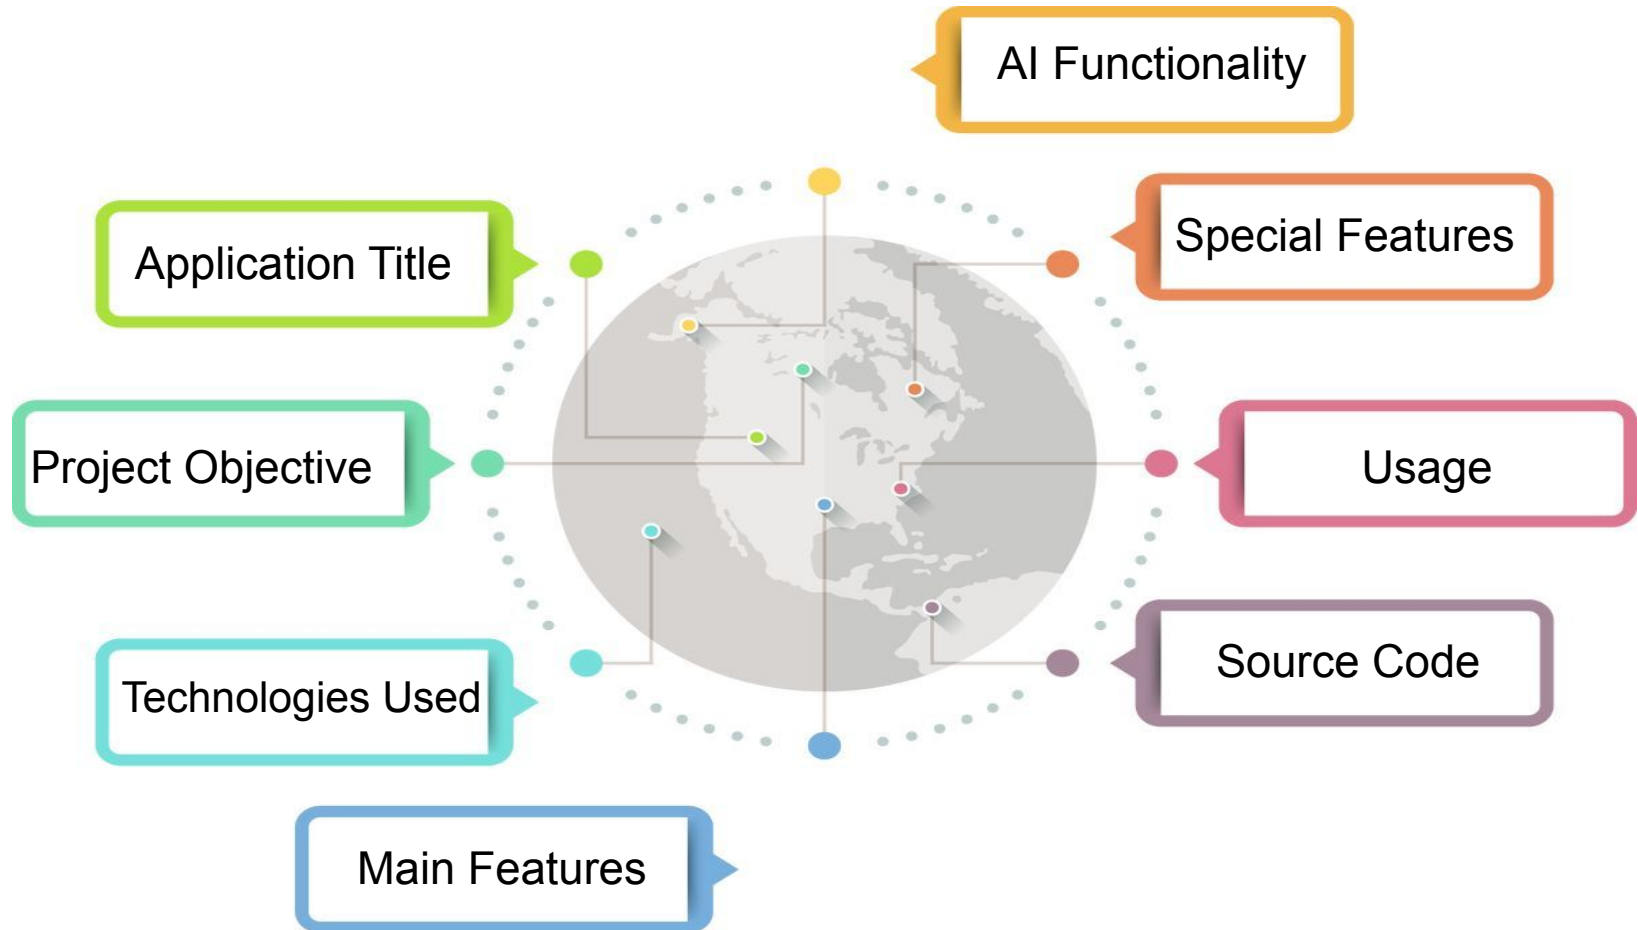 AI Functionality
Application Title
Special Features
Project Objective
Usage
Technologies Used
Source Code
Main Features